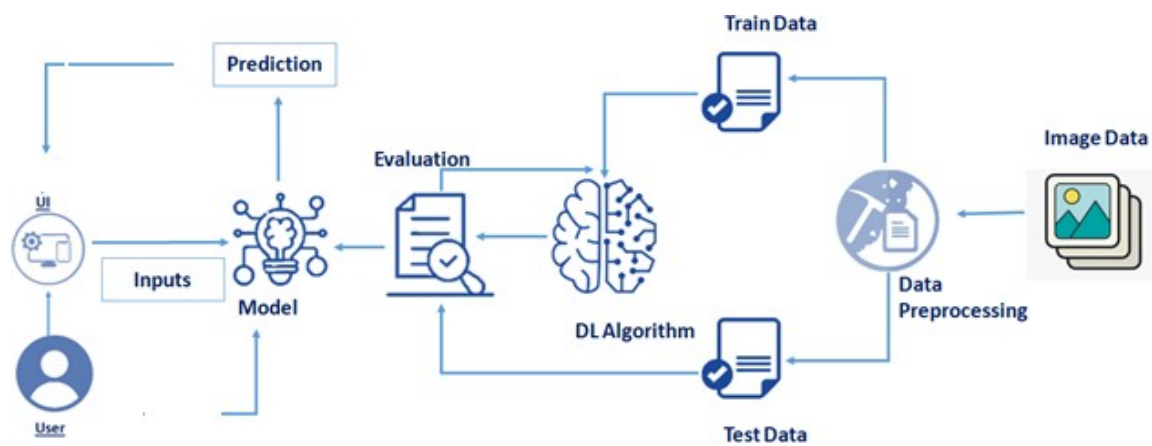 Train Data
Prediction
Image Data
Evaluation
UI
Inputs
Model
Data
Preprocessing
DL Algorithm
User
Test Data